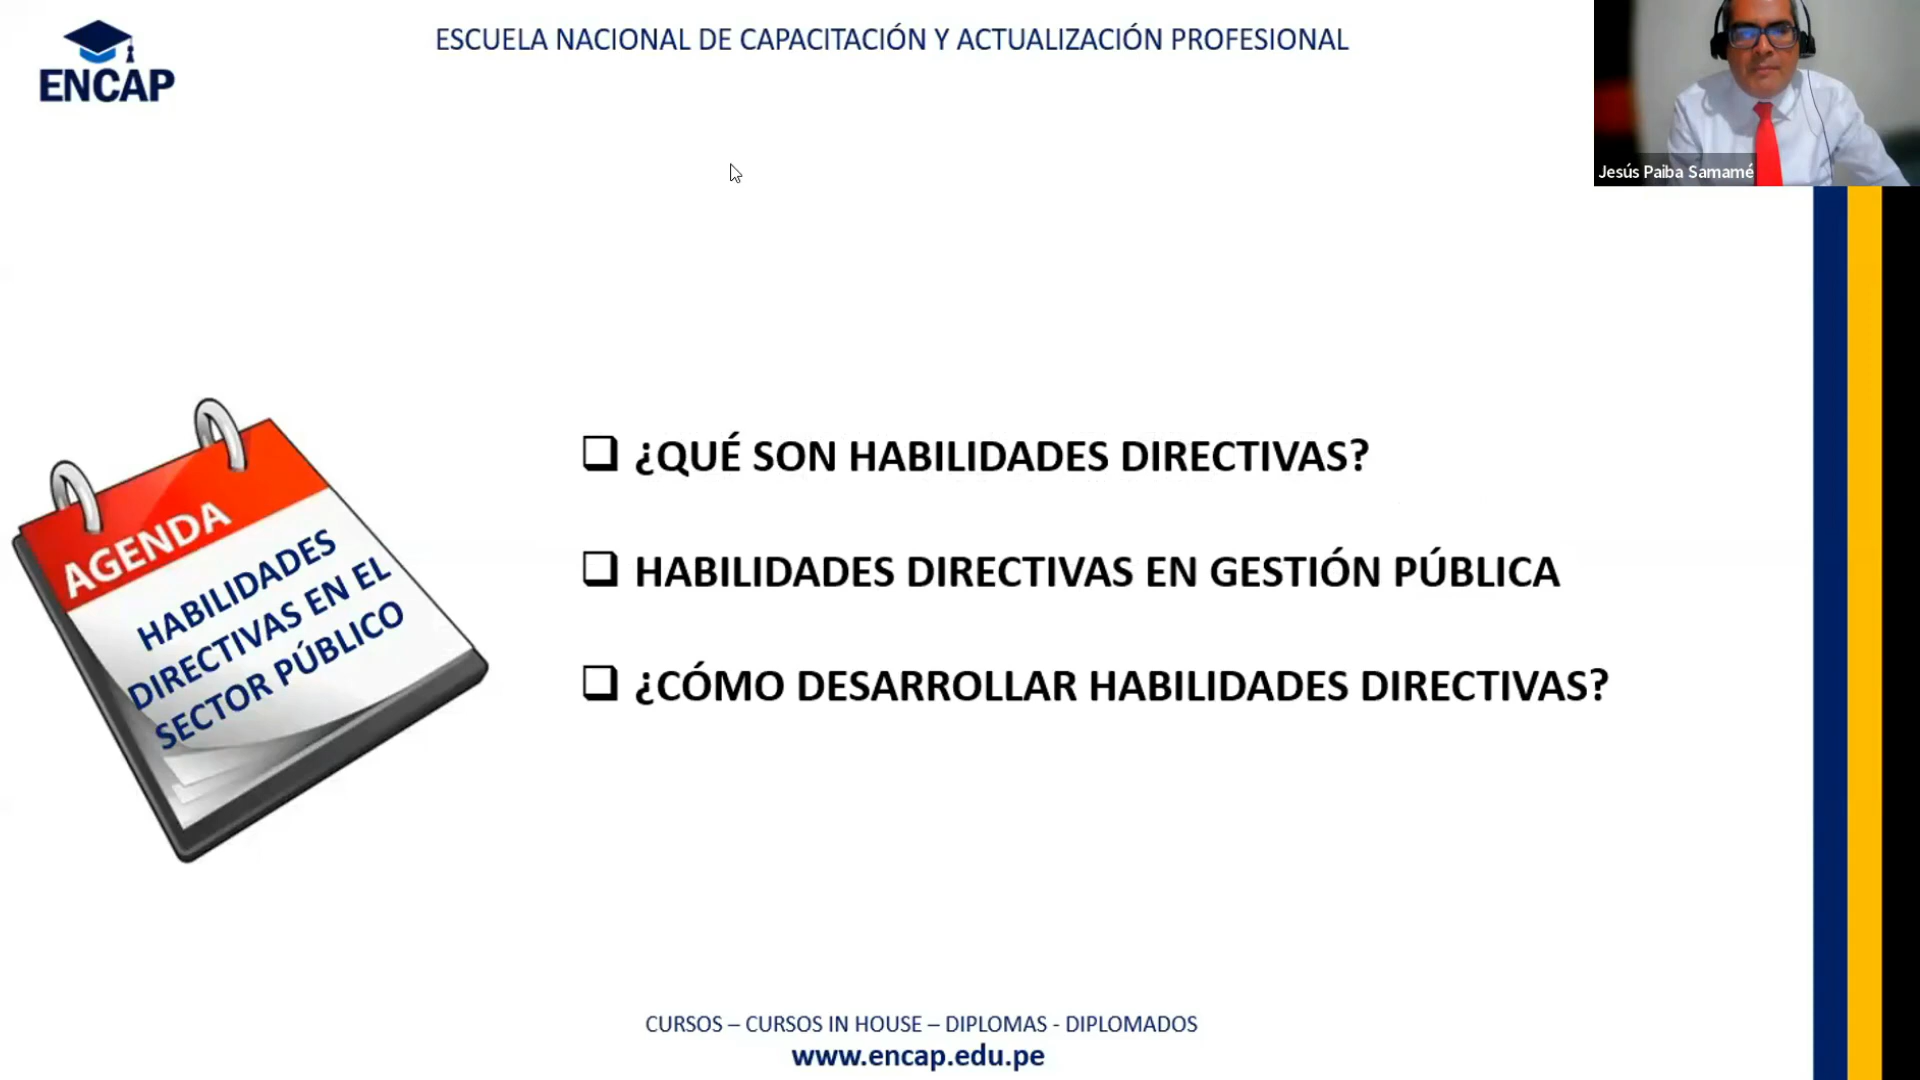 ENCAP
ESCUELA NACIONAL DE CAPACITACIÓN Y ACTUALIZACIÓN PROFESIONAL
Jesús Paiba Samamé
AGENDA
HABILIDADES
DIRECTIVAS EN EL
SECTOR PÚBLICO
¿QUÉ SON HABILIDADES DIRECTIVAS?
HABILIDADES DIRECTIVAS EN GESTIÓN PÚBLICA
¿CÓMO DESARROLLAR HABILIDADES DIRECTIVAS?
CURSOS – CURSOS IN HOUSE – DIPLOMAS - DIPLOMADOS
www.encap.edu.pe